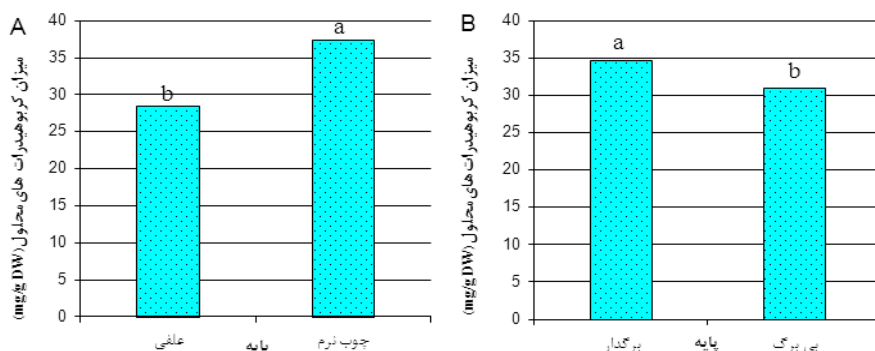 A
میزان کربوهیدرات های محلول (mg/g DW)
40
35
30
25
20
15
10
5
0
b
a
علفی
پایه
چوب نرم
B
میزان کربوهیدرات های محلول (mg/g DW)
40
35
30
25
20
15
10
5
0
a
b
برگدار
پایه
بی برگ